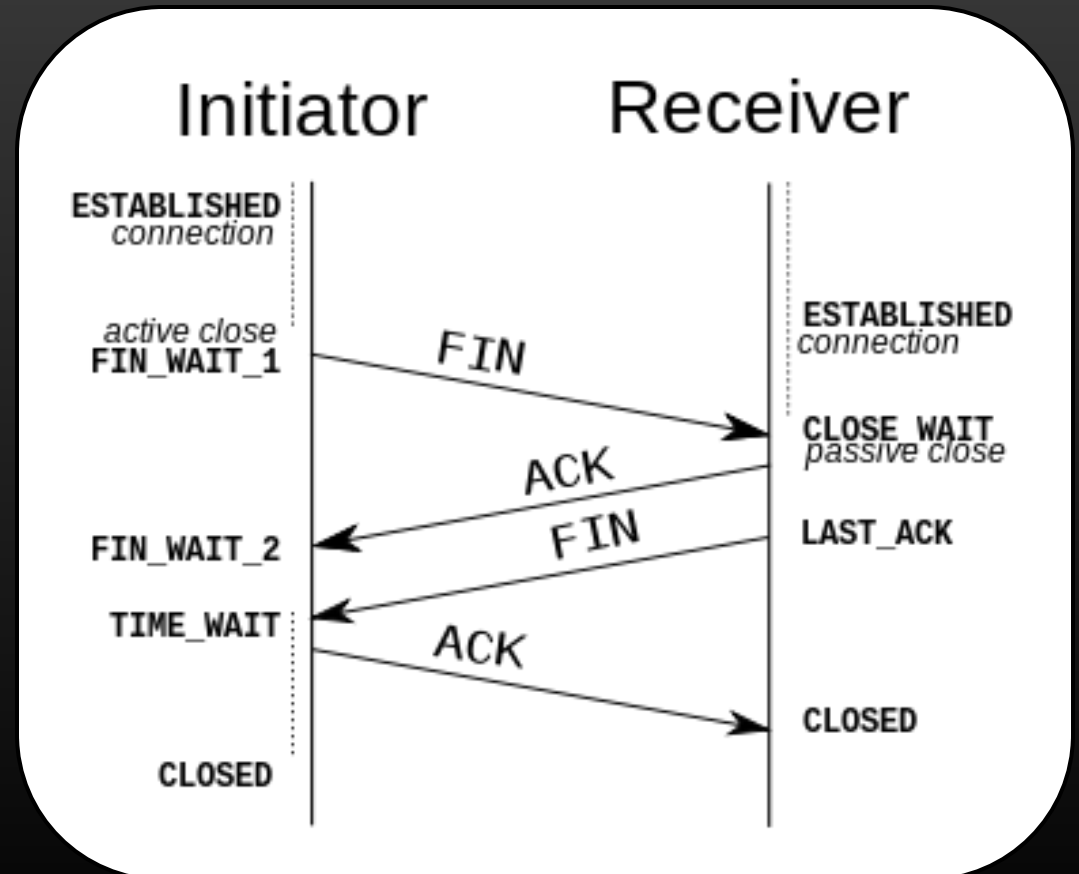 Initiator
Receiver
ESTABLISHED
connection
active close
FIN_WAIT_1
FIN
ESTABLISHED
connection
CLOSE_WAIT
passive close
ACK
FIN_WAIT_2
FIN
LAST_ACK
TIME_WAIT
ACK
CLOSED
CLOSED